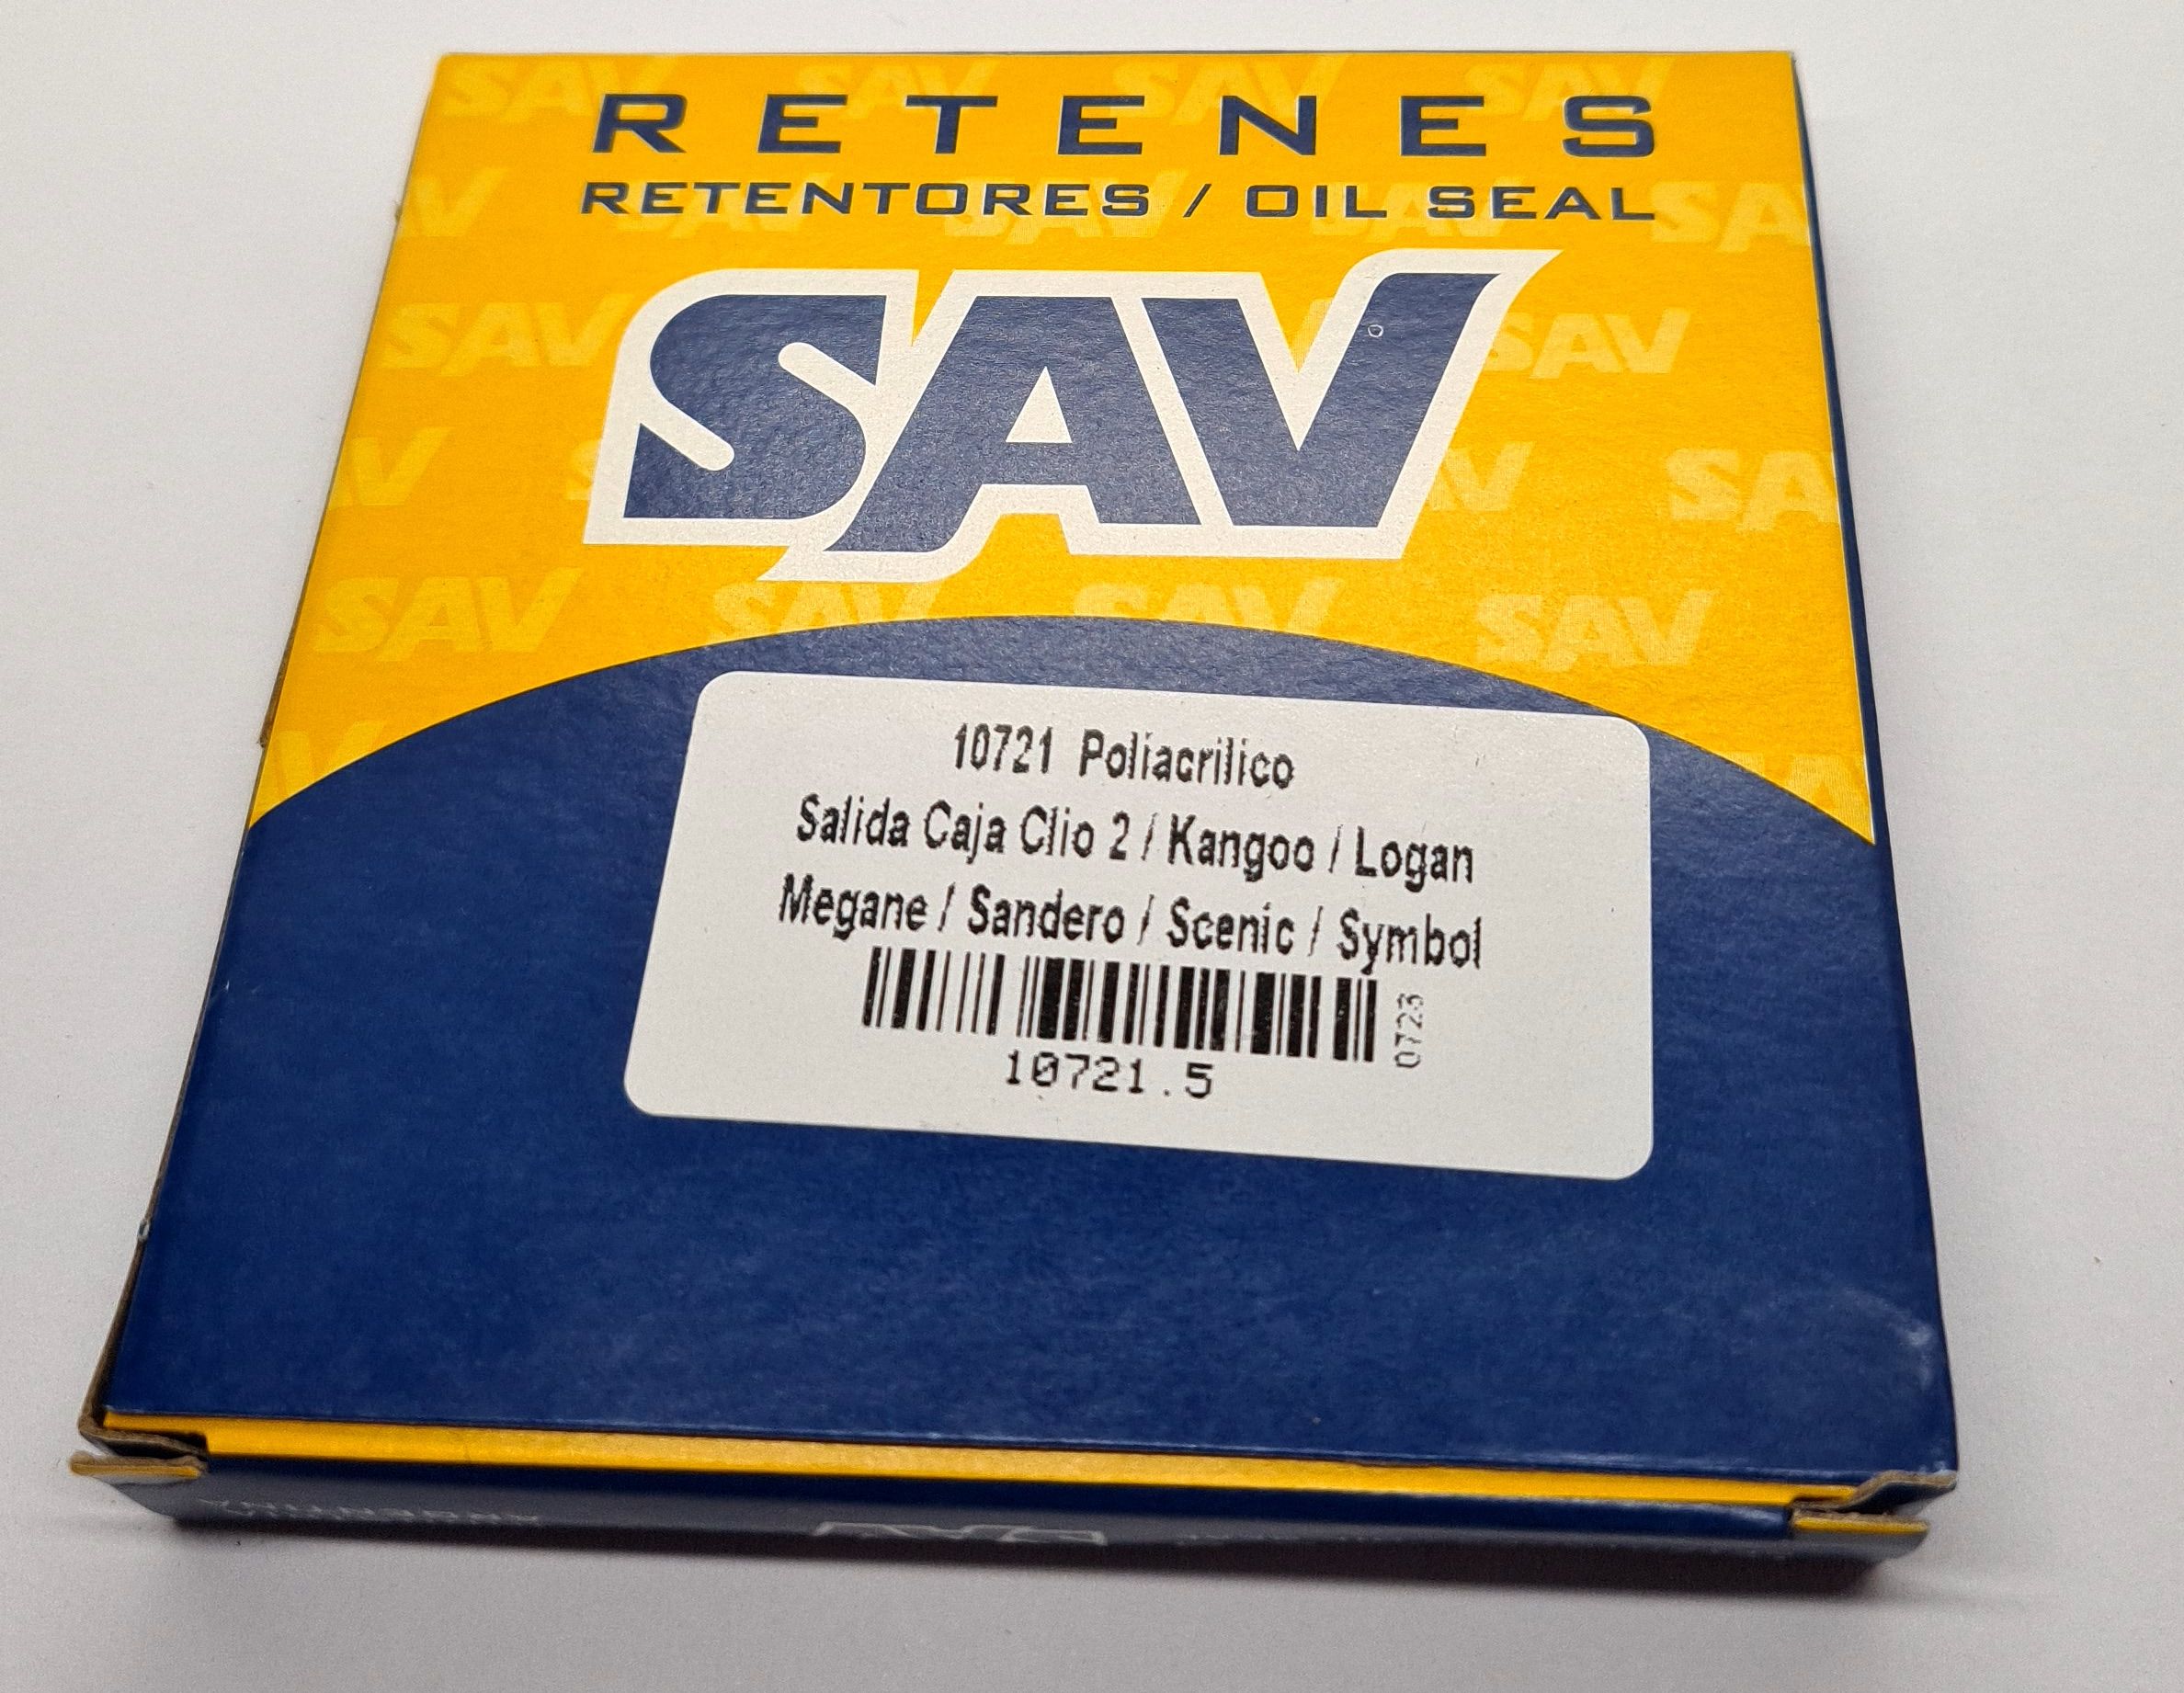 RETENES
RETENTORES / OIL SEAL
SAV
10721 Poliacrilico
Salida Caja Clio 2 / Kangoo / Logan
Megane / Sandero / Scenic / Symbol
0723
10721.5